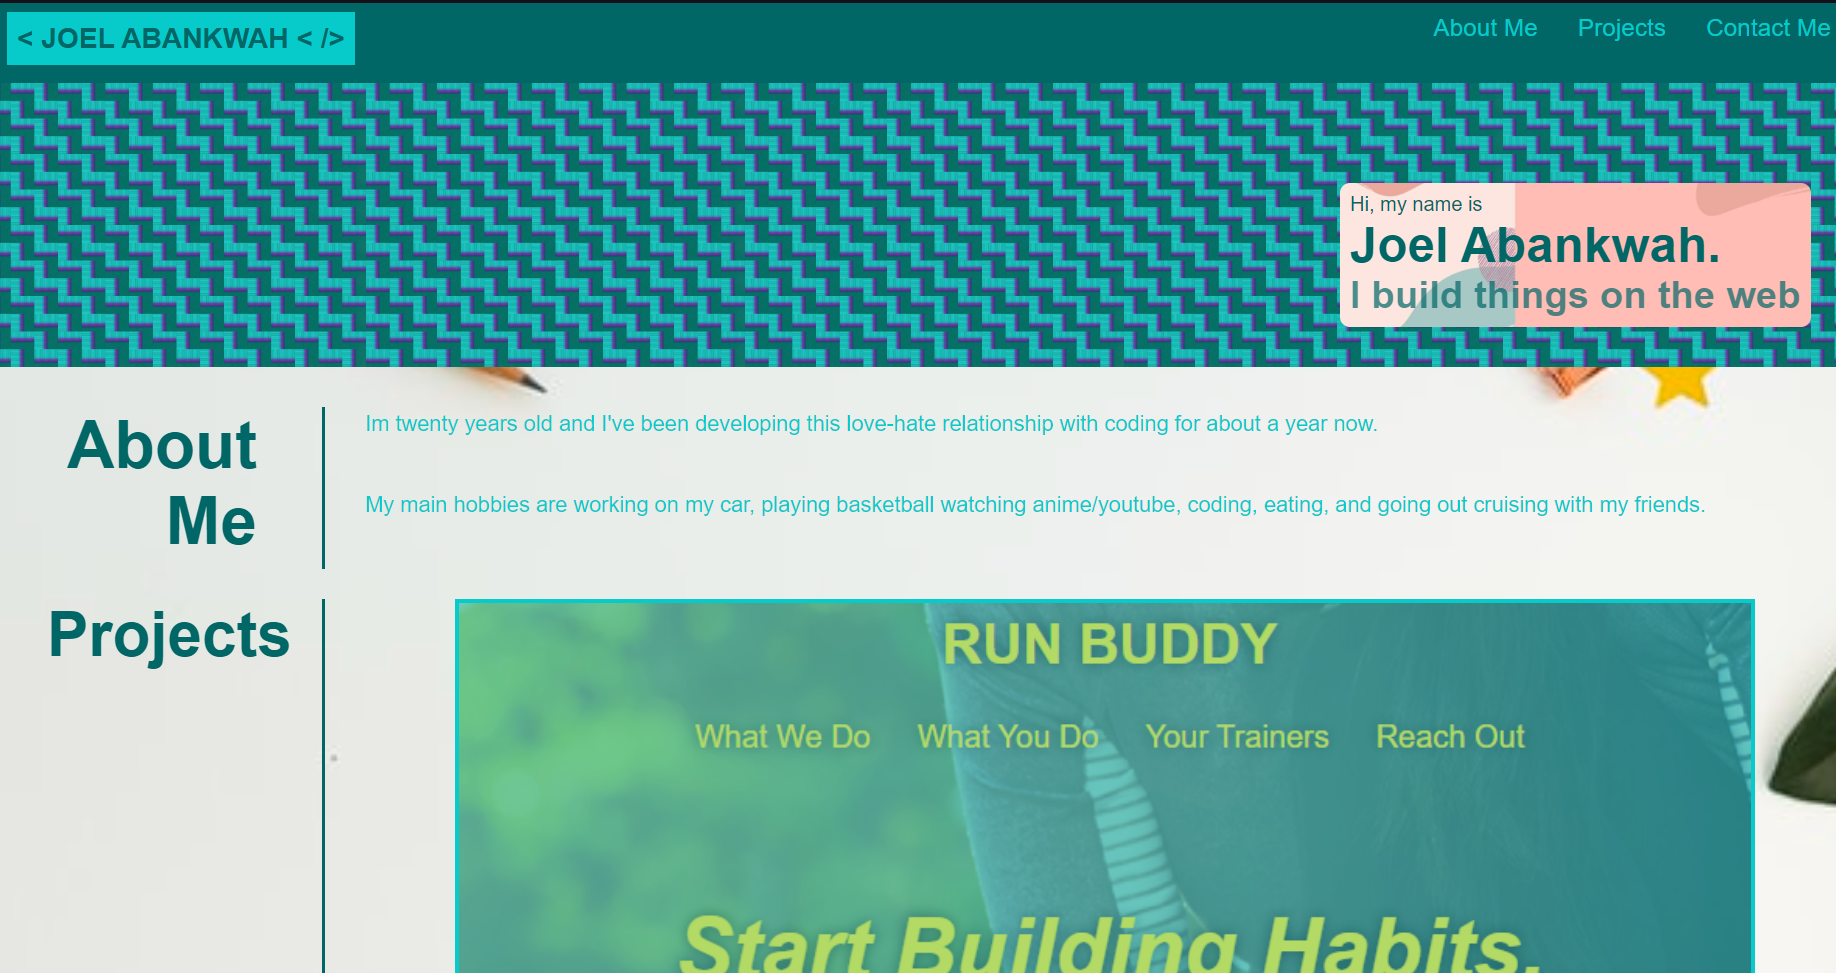 < JOEL ABANKWAH < />
About Me Projects Contact Me
Hi, my name is
Joel Abankwah.
I build things on the web
About
Me
Im twenty years old and I've been developing this love-hate relationship with coding for about a year now.
My main hobbies are working on my car, playing basketball watching anime/youtube, coding, eating, and going out cruising with my friends.
Projects
RUN BUDDY
What We Do What You Do Your Trainers Reach Out
Start Building Habits.